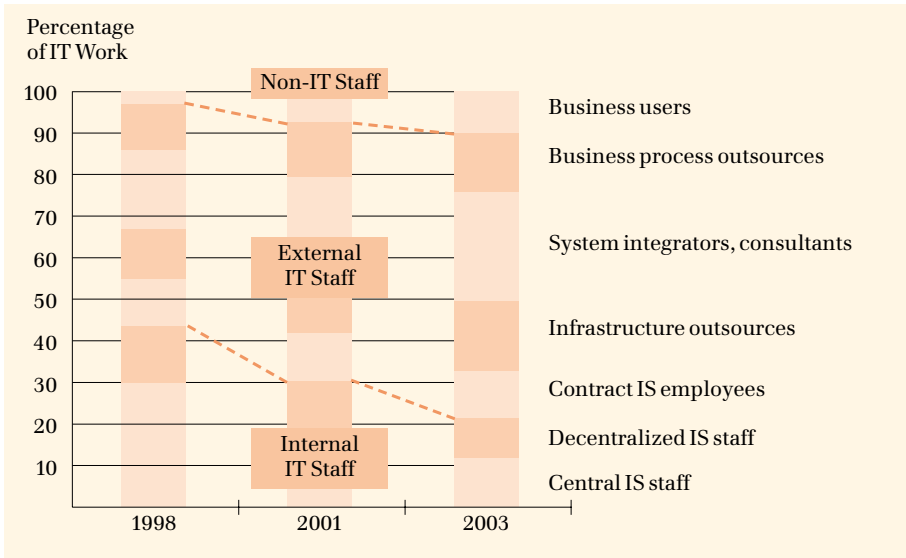 Percentage
of IT Work
Non-IT Staff
100
90
80
70
60
50
40
30
20
10
External
IT Staff
Internal
IT Staff
Business users
Business process outsources
System integrators, consultants
Infrastructure outsources
Contract IS employees
Decentralized IS staff
Central IS staff
1998
2001
2003